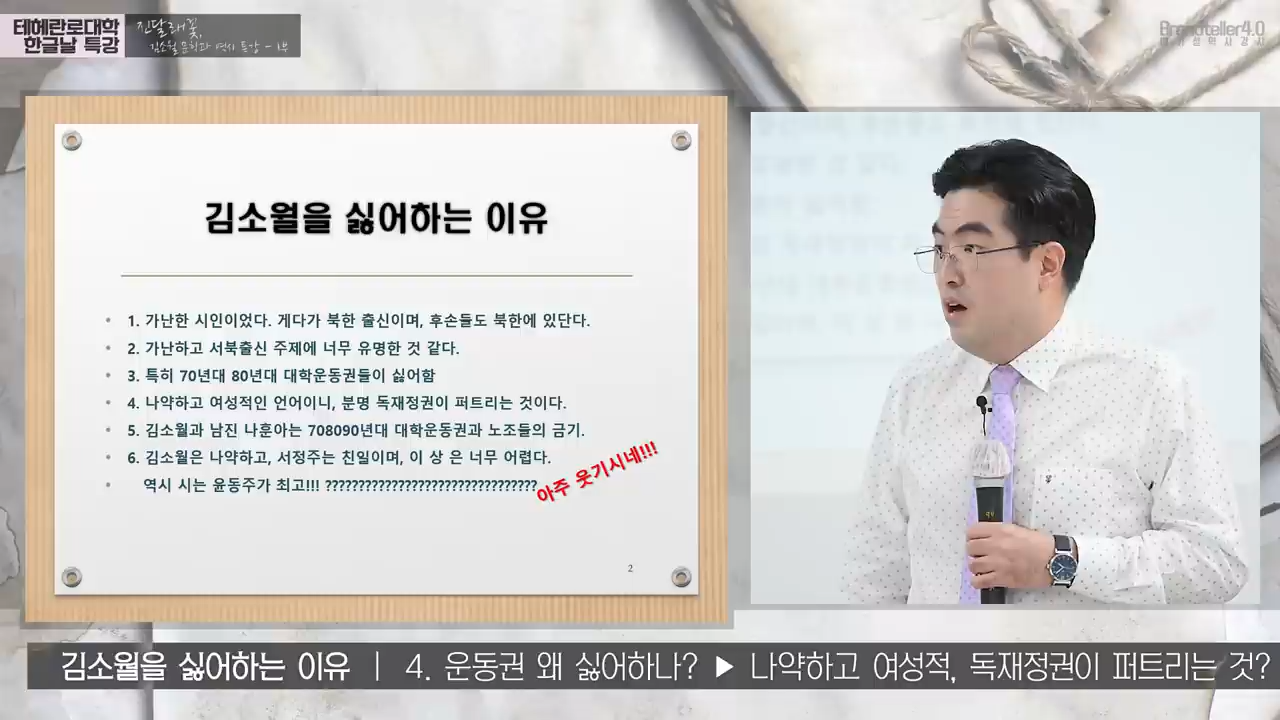 테헤란로대학
한글날 특강
진달래꽃,
김소월 문학과 역사 특강 - 1부
Brandteller4.0
김소월을 싫어하는 이유
1. 가난한 시인이었다. 게다가 북한 출신이며, 후손들도 북한에 있단다.
2. 가난하고 서북출신 주제에 너무 유명한 것 같다.
3. 특히 70년대 80년대 대학운동권들이 싫어함
4. 나약하고 여성적인 언어이니, 분명 독재정권이 퍼트리는 것이다.
5. 김소월과 남진 나훈아는 708090년대 대학운동권과 노조들의 금기.
6. 김소월은 나약하고, 서정주는 친일이며, 이 상 은 너무 어렵다.
역시 시는 윤동주가 최고!!! ????????????????????????????????
아주 웃기시네!!!
2
김소월을 싫어하는 이유 | 4. 운동권 왜 싫어하나? ▶ 나약하고 여성적, 독재정권이 퍼트리는 것?